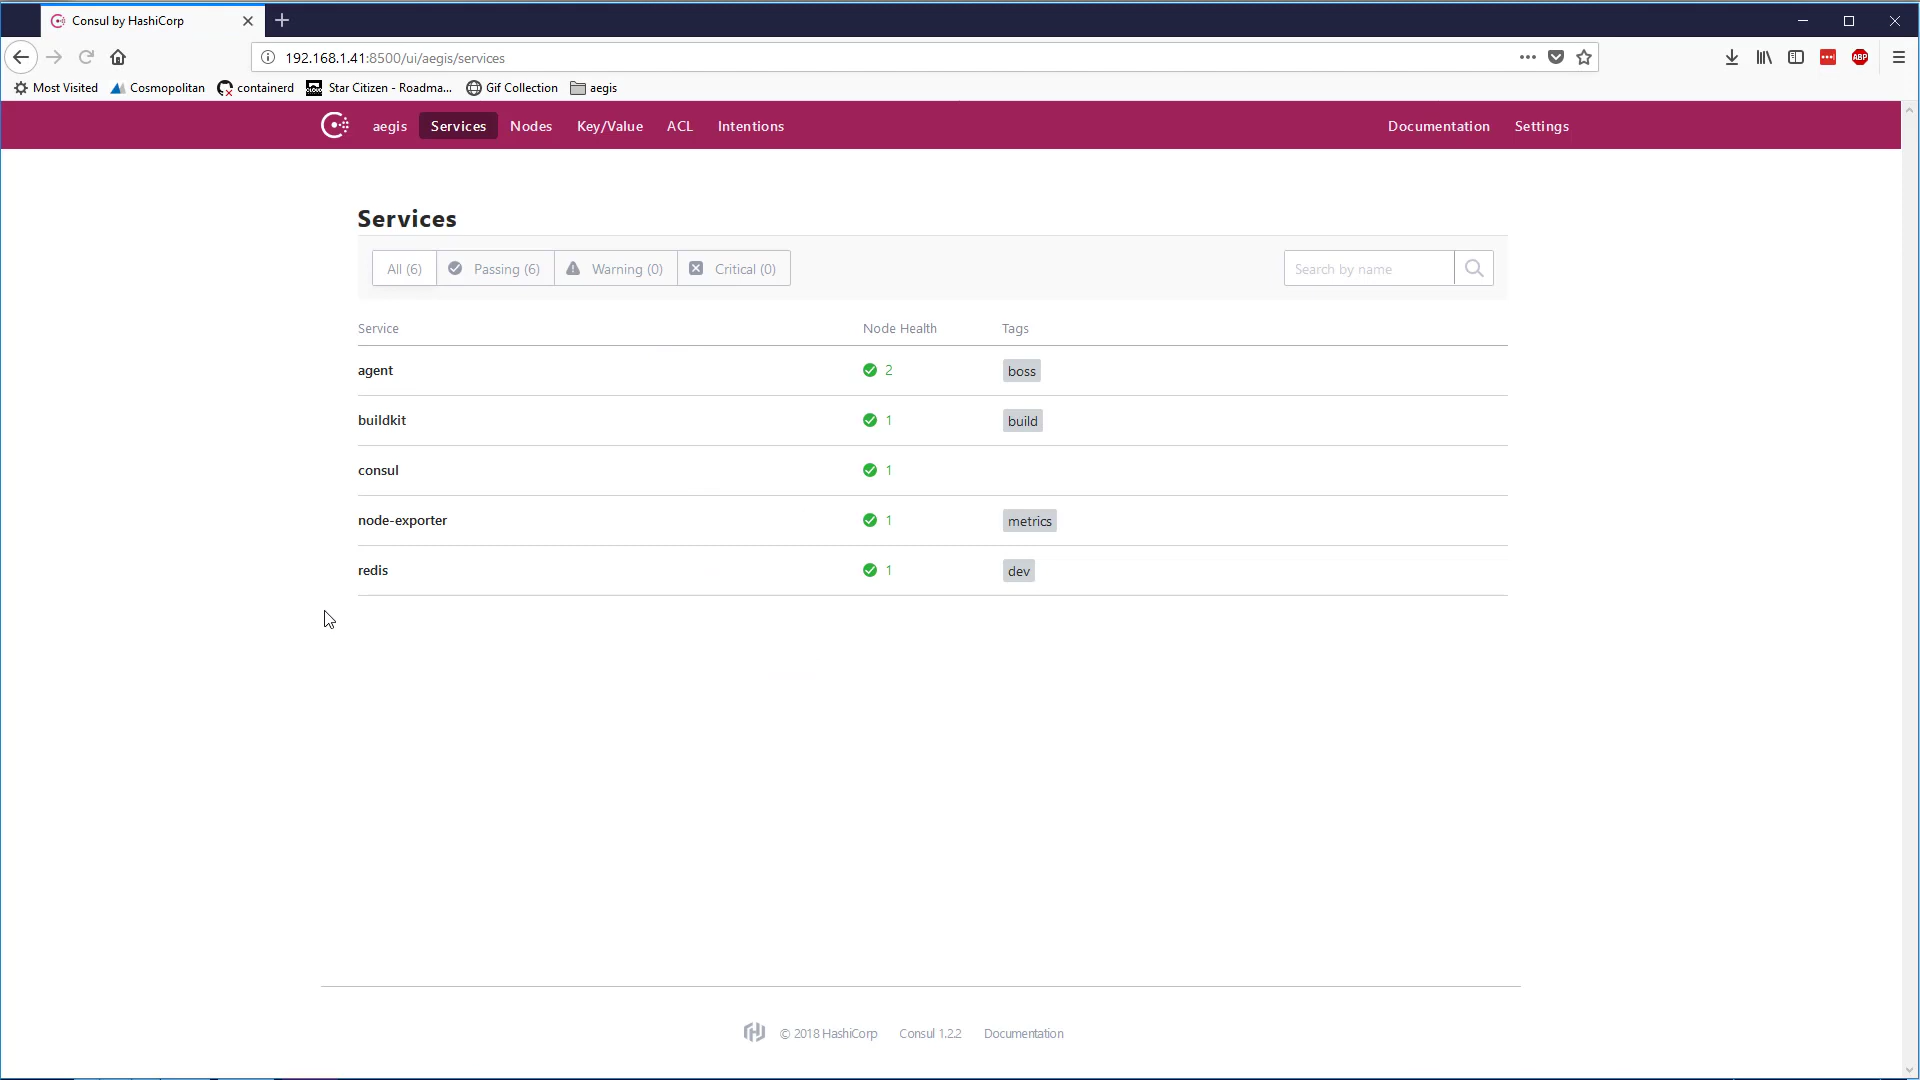 Consul by HashiCorp
192.168.1.41:8500/ui/aegis/services
Most Visited Cosmopolitan containerd Star Citizen - Roadma... Gif Collection aegis
aegis Services Nodes Key/Value ACL Intentions Documentation Settings
Services
All (6) Passing (6) Warning (0) Critical (0) Search by name
Service Node Health Tags
agent 2 boss
buildkit 1 build
consul 1
node-exporter 1 metrics
redis 1 dev
© 2018 HashiCorp Consul 1.2.2 Documentation